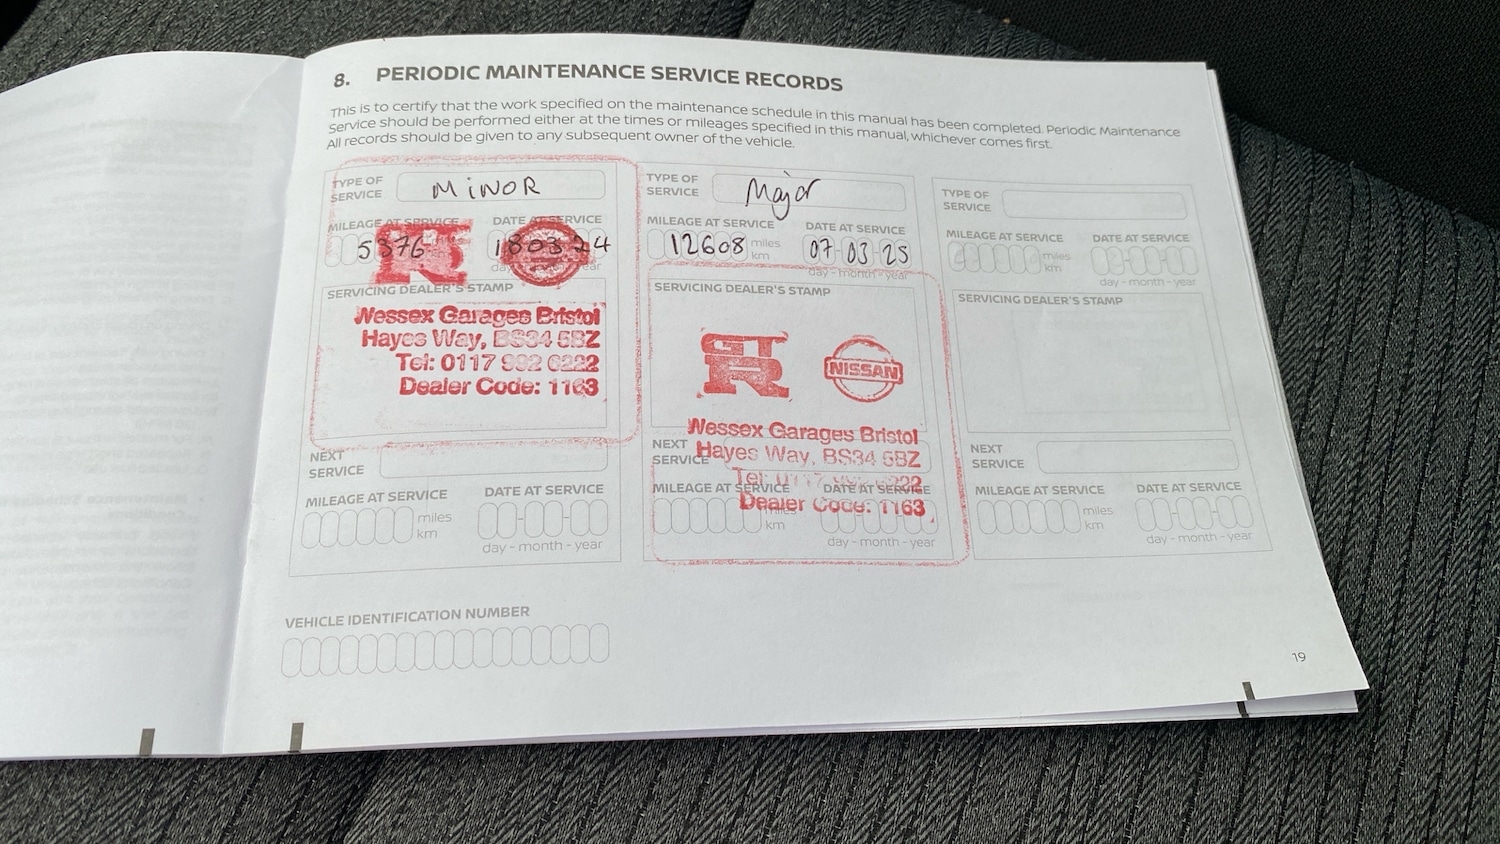 8. PERIODIC MAINTENANCE SERVICE RECORDS
This is to certify that the work specified on the maintenance schedule in this manual has been completed. Periodic Maintenance
Service should be performed either at the times or mileages specified in this manual, whichever comes first.
All records should be given to any subsequent owner of the vehicle.
TYPE OF
SERVICE
MINOR
MILEAGE AT SERVICE
DATE AT SERVICE
5376
180324
SERVICING DEALER'S STAMP
R
Wessex Garages Bristol
Hayes Way, BS34 5BZ
Tel: 0117 992 6222
Dealer Code: 1163
NEXT
SERVICE
MILEAGE AT SERVICE
DATE AT SERVICE
miles
km
day - month - year
TYPE OF
SERVICE
Major
MILEAGE AT SERVICE
DATE AT SERVICE
12608
miles
km
07-03-25
day - month - year
SERVICING DEALER'S STAMP
GT
R
NISSAN
Wessex Garages Bristol
Hayes Way, BS34 5BZ
Dealer Code: 1163
NEXT
SERVICE
MILEAGE AT SERVICE
DATE AT SERVICE
miles
km
day - month - year
TYPE OF
SERVICE
MILEAGE AT SERVICE
DATE AT SERVICE
miles
km
day - month - year
SERVICING DEALER'S STAMP
NEXT
SERVICE
MILEAGE AT SERVICE
DATE AT SERVICE
miles
km
day - month - year
VEHICLE IDENTIFICATION NUMBER
19